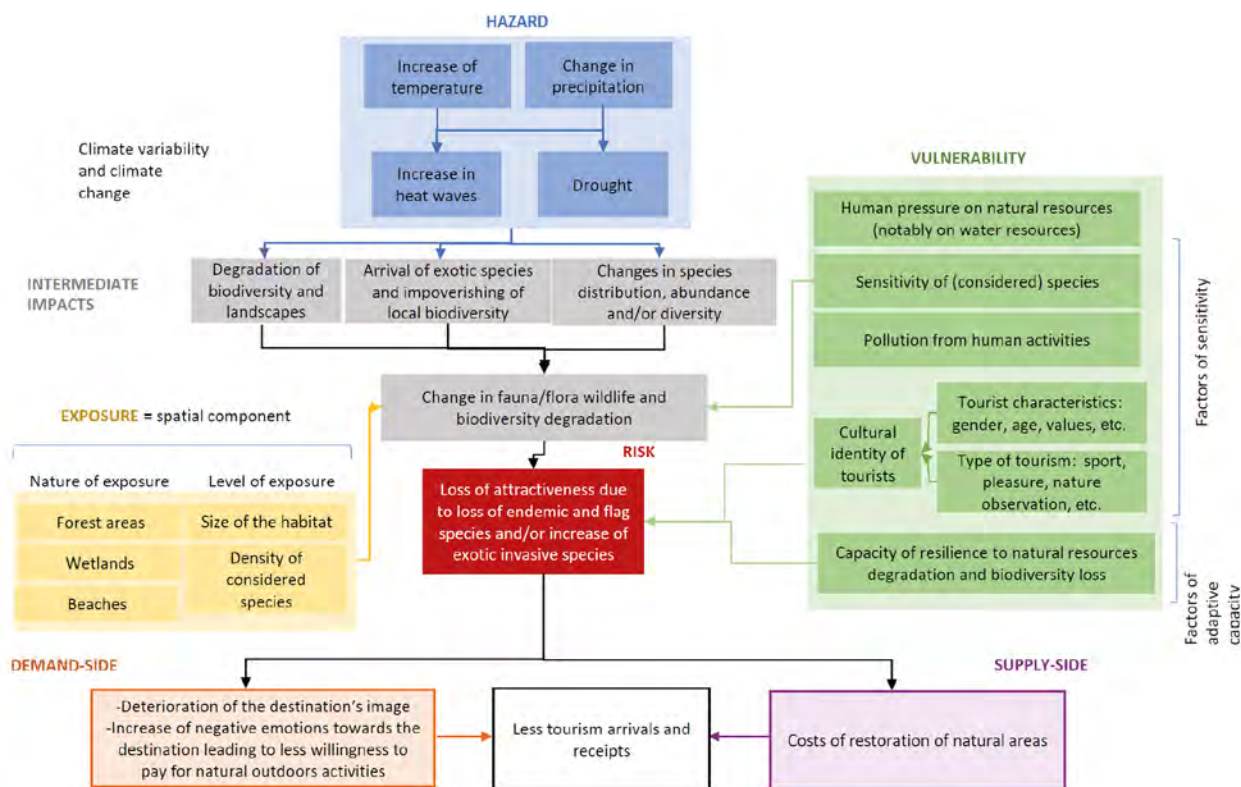 HAZARD
Increase of
temperature
Change in
precipitation
Climate variability
and climate
change
Increase in
heat waves
Drought
VULNERABILITY
Human pressure on natural resources
(notably on water resources)
Sensitivity of (considered) species
Pollution from human activities
Factors of sensitivity
INTERMEDIATE
IMPACTS
Degradation of
biodiversity and
landscapes
Arrival of exotic species
and impoverishing of
local biodiversity
Changes in species
distribution, abundance
and/or diversity
Change in fauna/flora wildlife and
biodiversity degradation
Cultural
identity of
tourists
Tourist characteristics:
gender, age, values, etc.
Type of tourism: sport,
pleasure, nature
observation, etc.
EXPOSURE = spatial component
Nature of exposure
Level of exposure
Forest areas
Size of the habitat
Wetlands
Density of
considered
species
Beaches
RISK
Loss of attractiveness due
to loss of endemic and flag
species and/or increase of
exotic invasive species
Capacity of resilience to natural resources
degradation and biodiversity loss
Factors of
adaptive
capacity
DEMAND-SIDE
SUPPLY-SIDE
-Deterioration of the destination's image
-Increase of negative emotions towards the
destination leading to less willingness to
pay for natural outdoors activities
Less tourism arrivals and
receipts
Costs of restoration of natural areas